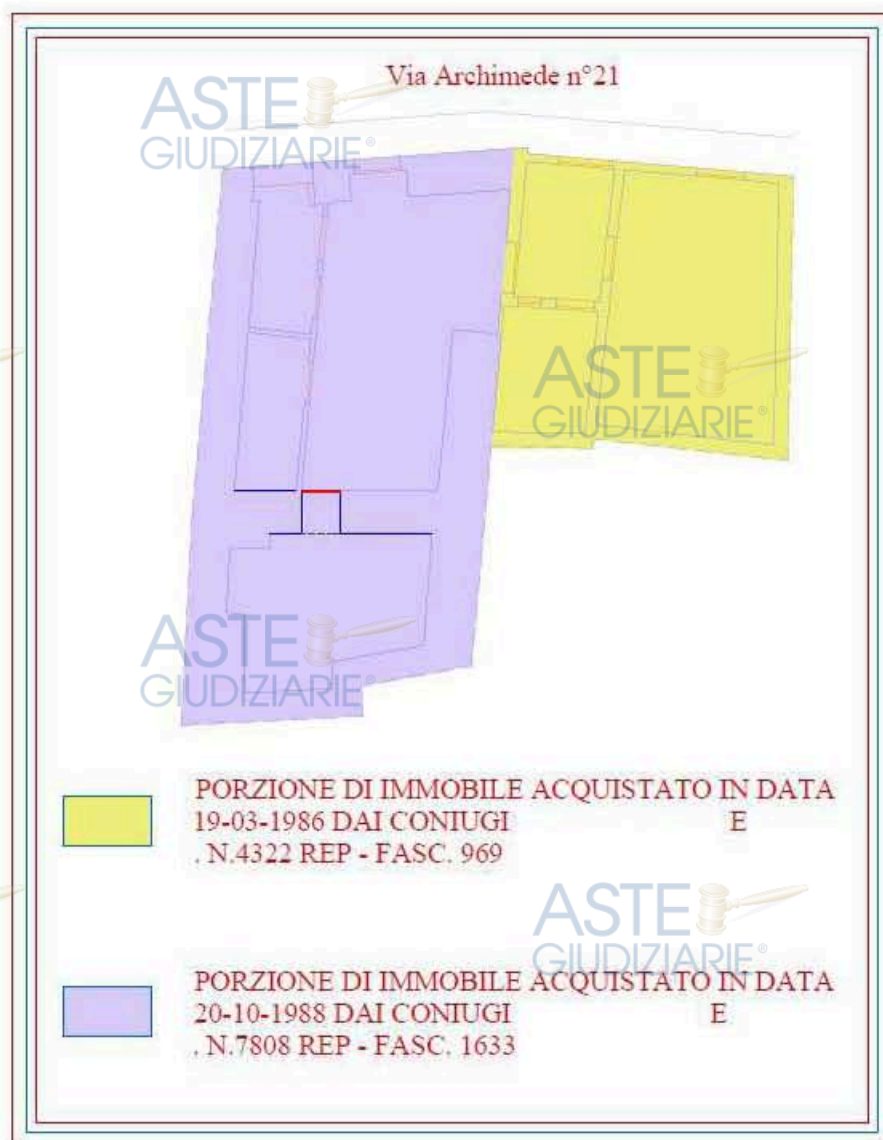 Via Archimede n°21
ASTE
GIUDIZIARIE®
ASTE
GIUDIZIARIE®
ASTE
GIUDIZIARIE®
PORZIONE DI IMMOBILE ACQUISTATO IN DATA
19-03-1986 DAI CONIUGI E
. N.4322 REP - FASC. 969
ASTE
GIUDIZIARIE®
PORZIONE DI IMMOBILE ACQUISTATO IN DATA
20-10-1988 DAI CONIUGI E
. N.7808 REP - FASC. 1633